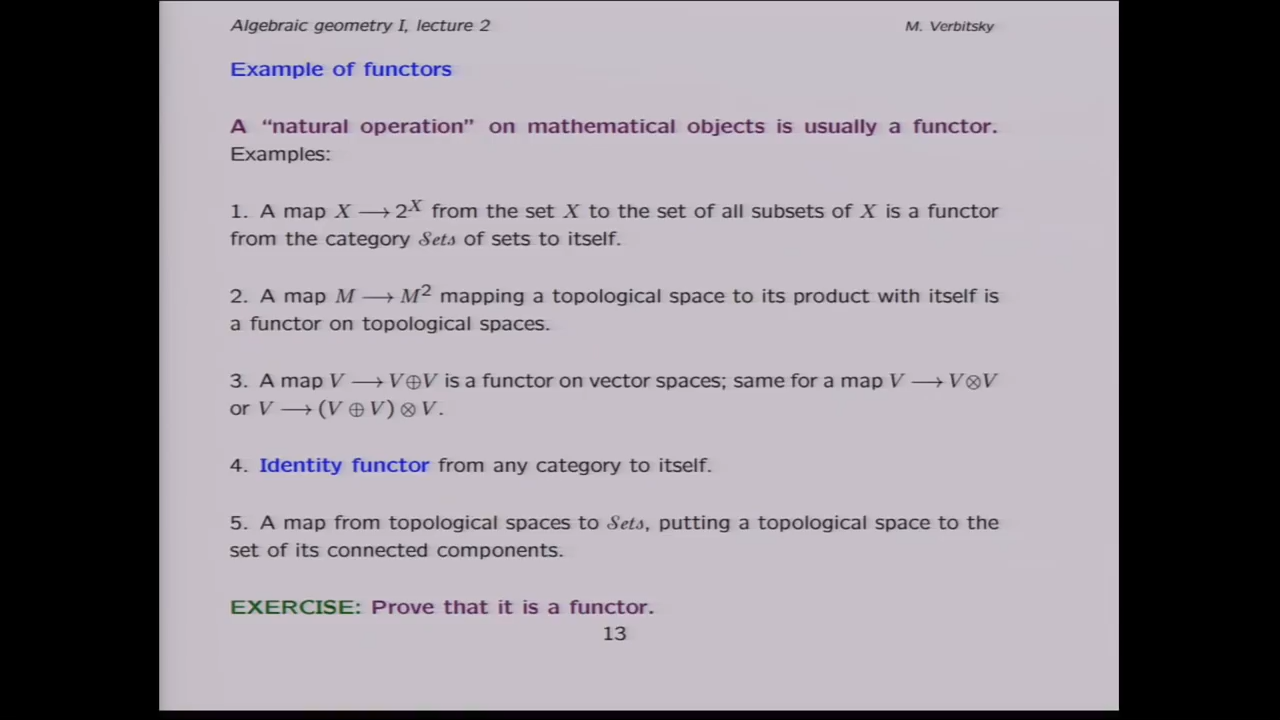 Algebraic geometry I, lecture 2 M. Verbitsky
Example of functors
A “natural operation” on mathematical objects is usually a functor.
Examples:
1. A map X ⟶ 2^X from the set X to the set of all subsets of X is a functor
from the category Sets of sets to itself.
2. A map M ⟶ M² mapping a topological space to its product with itself is
a functor on topological spaces.
3. A map V ⟶ V⊕V is a functor on vector spaces; same for a map V ⟶ V⊗V
or V ⟶ (V ⊕ V) ⊗ V.
4. Identity functor from any category to itself.
5. A map from topological spaces to Sets, putting a topological space to the
set of its connected components.
EXERCISE: Prove that it is a functor.
13